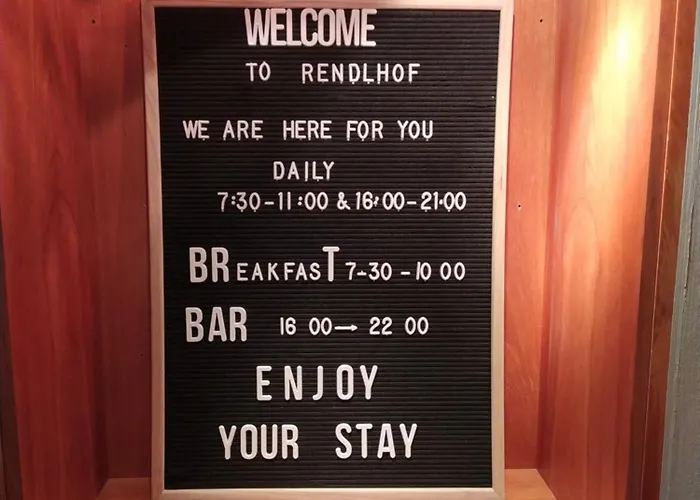 WELCOME
TO RENDLHOF
WE ARE HERE FOR YOU
DAILY
7:30-11:00 & 16:00-21:00
BREAKFAST 7-30 - 10 00
BAR 16 00→ 22 00
ENJOY
YOUR STAY